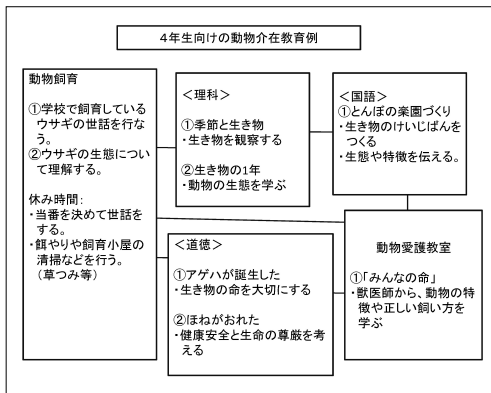 4年生向けの動物介在教育例
動物飼育
①学校で飼育している
ウサギの世話を行な
う。
②ウサギの生態につい
て理解する。
休み時間:
・当番を決めて世話を
する。
・餌やりや飼育小屋の
清掃などを行う。
(草つみ等)
<理科>
①季節と生き物
・生き物を観察する
②生き物の1年
・動物の生態を学ぶ
<国語>
①とんぼの楽園づくり
・生き物のけいじばんを
つくる
・生態や特徴を伝える。
<道徳>
①アゲハが誕生した
・生き物の命を大切にする
②ほねがおれた
・健康安全と生命の尊厳を考
える
動物愛護教室
①「みんなの命」
・獣医師から、動物の特
徴や正しい飼い方を
学ぶ